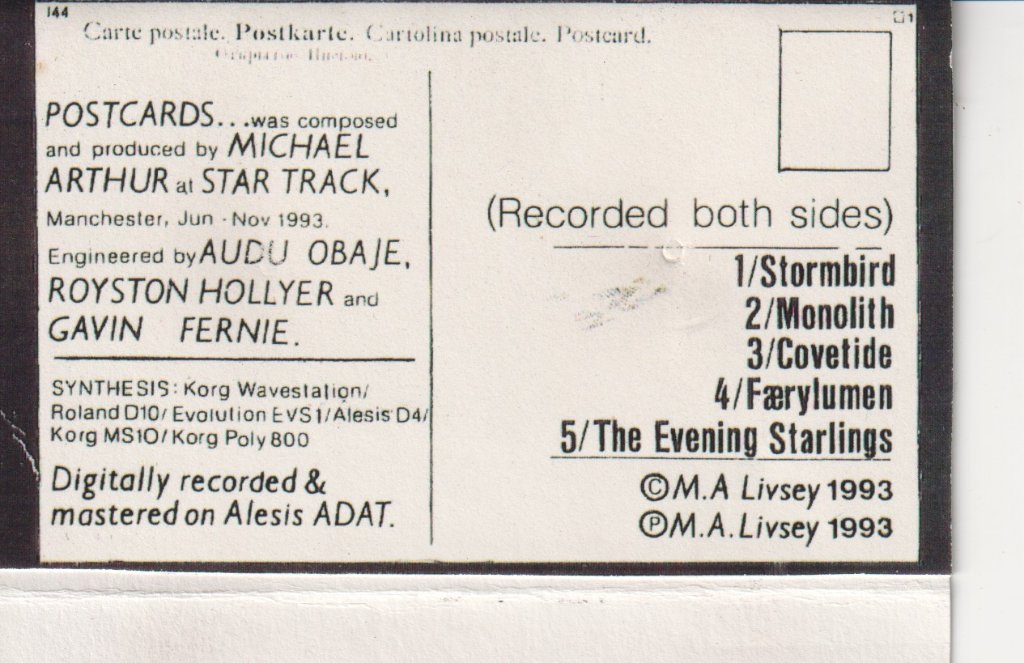 144
1
Carte postale. Postkarte. Cartolina postale. Postcard.
POSTCARDS...was composed
and produced by MICHAEL
ARTHUR at STAR TRACK,
Manchester, Jun - Nov 1993.
Engineered by AUDU OBAJE,
ROYSTON HOLLYER and
GAVIN FERNIE.
SYNTHESIS: Korg Wavestation/
Roland D10/ Evolution EVS1/Alesis D4/
Korg MS10/Korg Poly 800
Digitally recorded &
mastered on Alesis ADAT.
(Recorded both sides)
1/Stormbird
2/Monolith
3/Covetide
4/Færylumen
5/The Evening Starlings
©M.A Livsey 1993
℗M.A.Livsey 1993